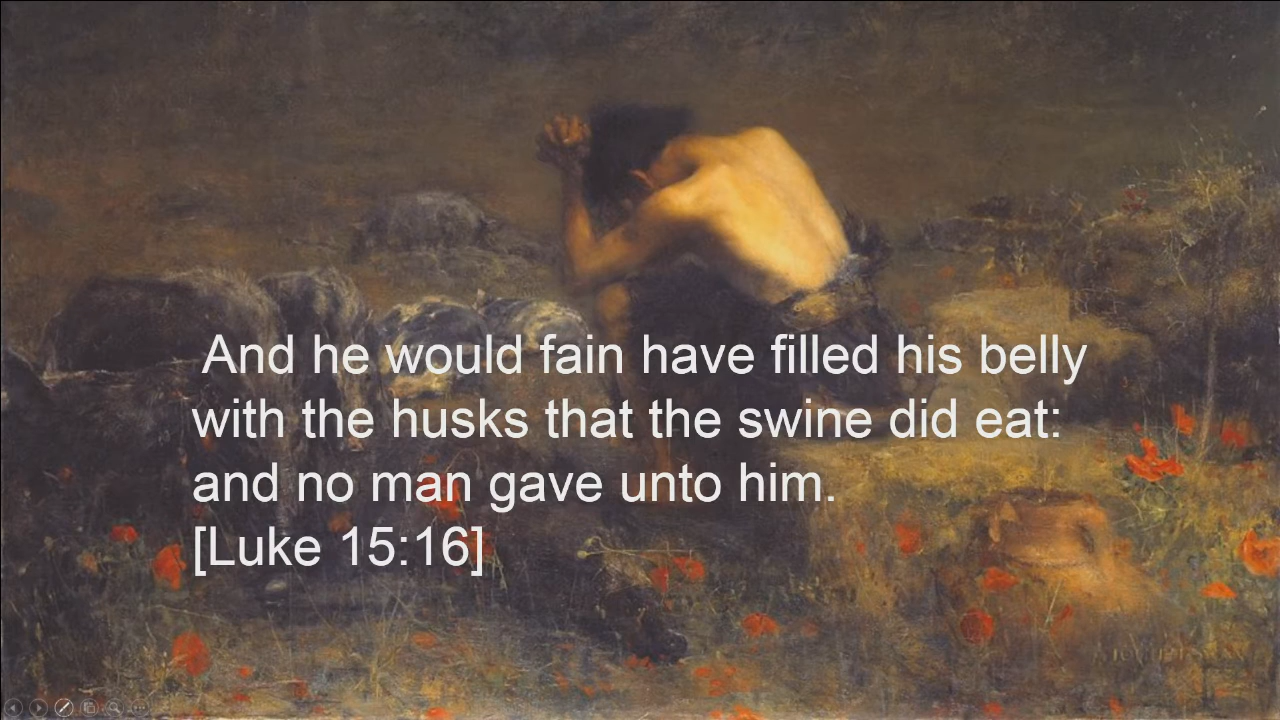 And he would fain have filled his belly
with the husks that the swine did eat:
and no man gave unto him.
[Luke 15:16]